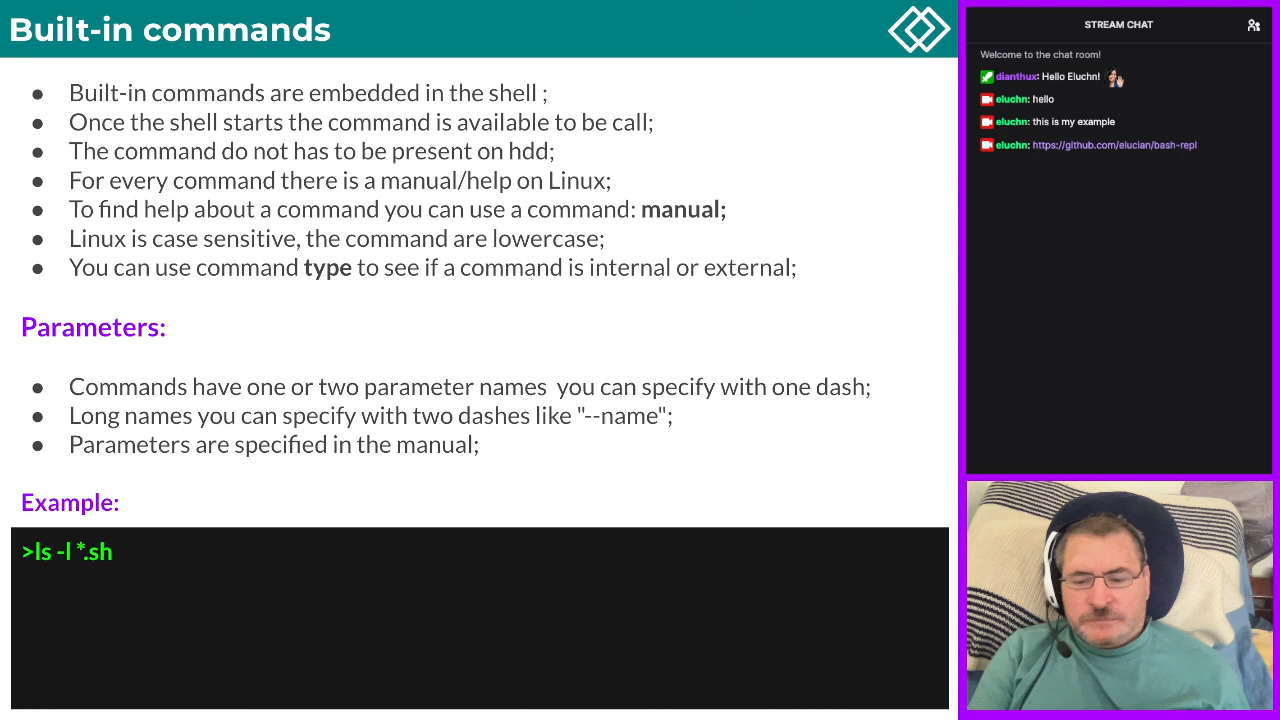 Built-in commands
● Built-in commands are embedded in the shell ;
● Once the shell starts the command is available to be call;
● The command do not has to be present on hdd;
● For every command there is a manual/help on Linux;
● To find help about a command you can use a command: manual;
● Linux is case sensitive, the command are lowercase;
● You can use command type to see if a command is internal or external;
Parameters:
● Commands have one or two parameter names  you can specify with one dash;
● Long names you can specify with two dashes like "--name";
● Parameters are specified in the manual;
Example:
>ls -l *.sh
STREAM CHAT
Welcome to the chat room!
dianthux: Hello Eluchn!
eluchn: hello
eluchn: this is my example
eluchn: https://github.com/elucian/bash-repl